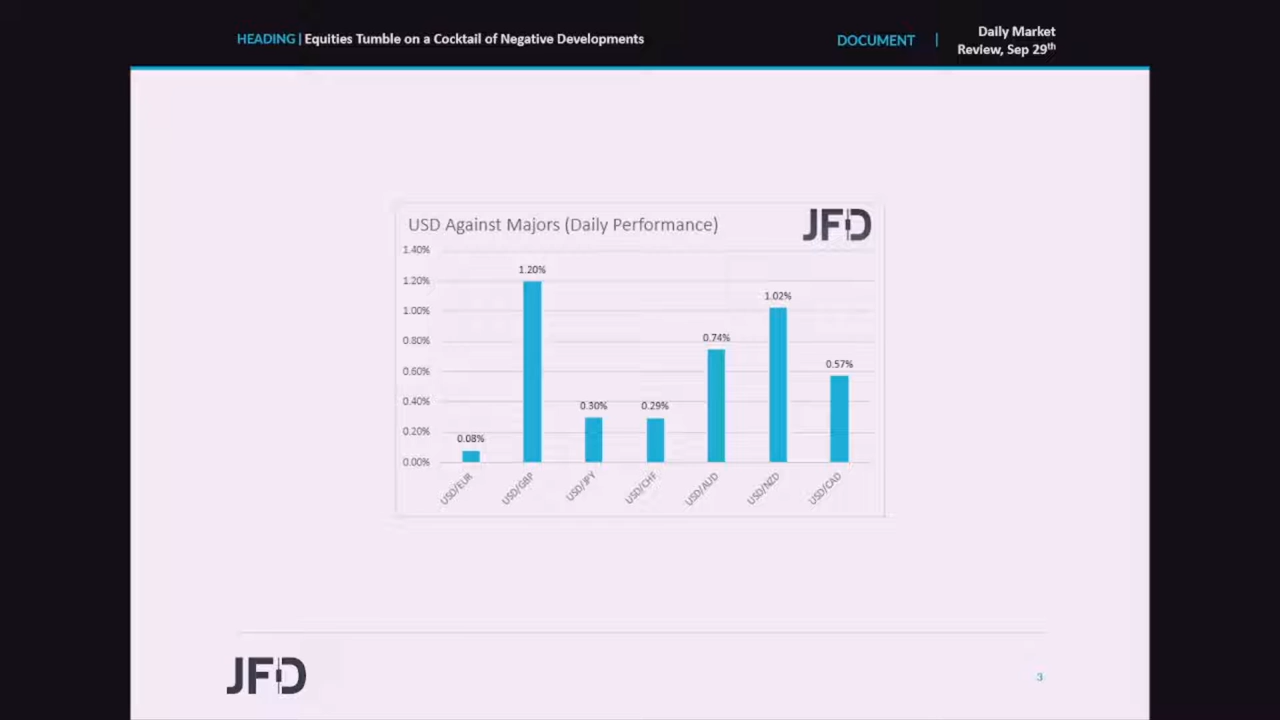 HEADING | Equities Tumble on a Cocktail of Negative Developments
DOCUMENT | Daily Market
Review, Sep 29th
USD Against Majors (Daily Performance)
JFD
1.40%
1.20%
1.00%
0.80%
0.60%
0.40%
0.20%
0.00%
0.08%
1.20%
0.30%
0.29%
0.74%
1.02%
0.57%
USD/EUR
USD/GBP
USD/JPY
USD/CHF
USD/AUD
USD/NZD
USD/CAD
JFD
3